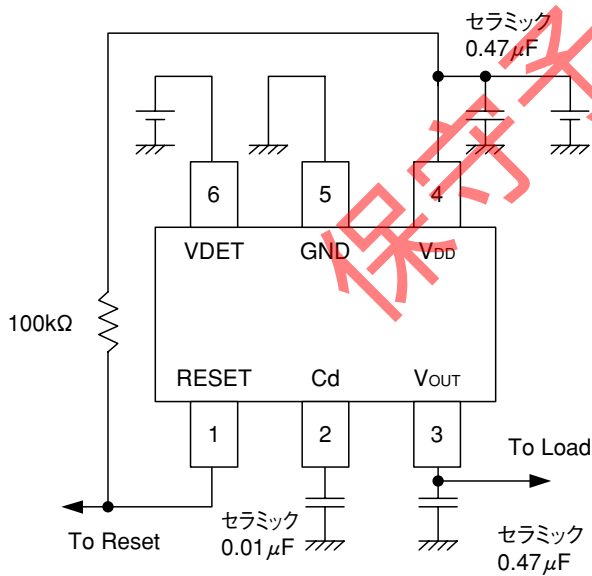 セラミック
0.47μF
6
5
4
VDET
GND
VDD
100kΩ
RESET
Cd
VOUT
1
2
3
To Load
To Reset
セラミック
0.01μF
セラミック
0.47μF
保守